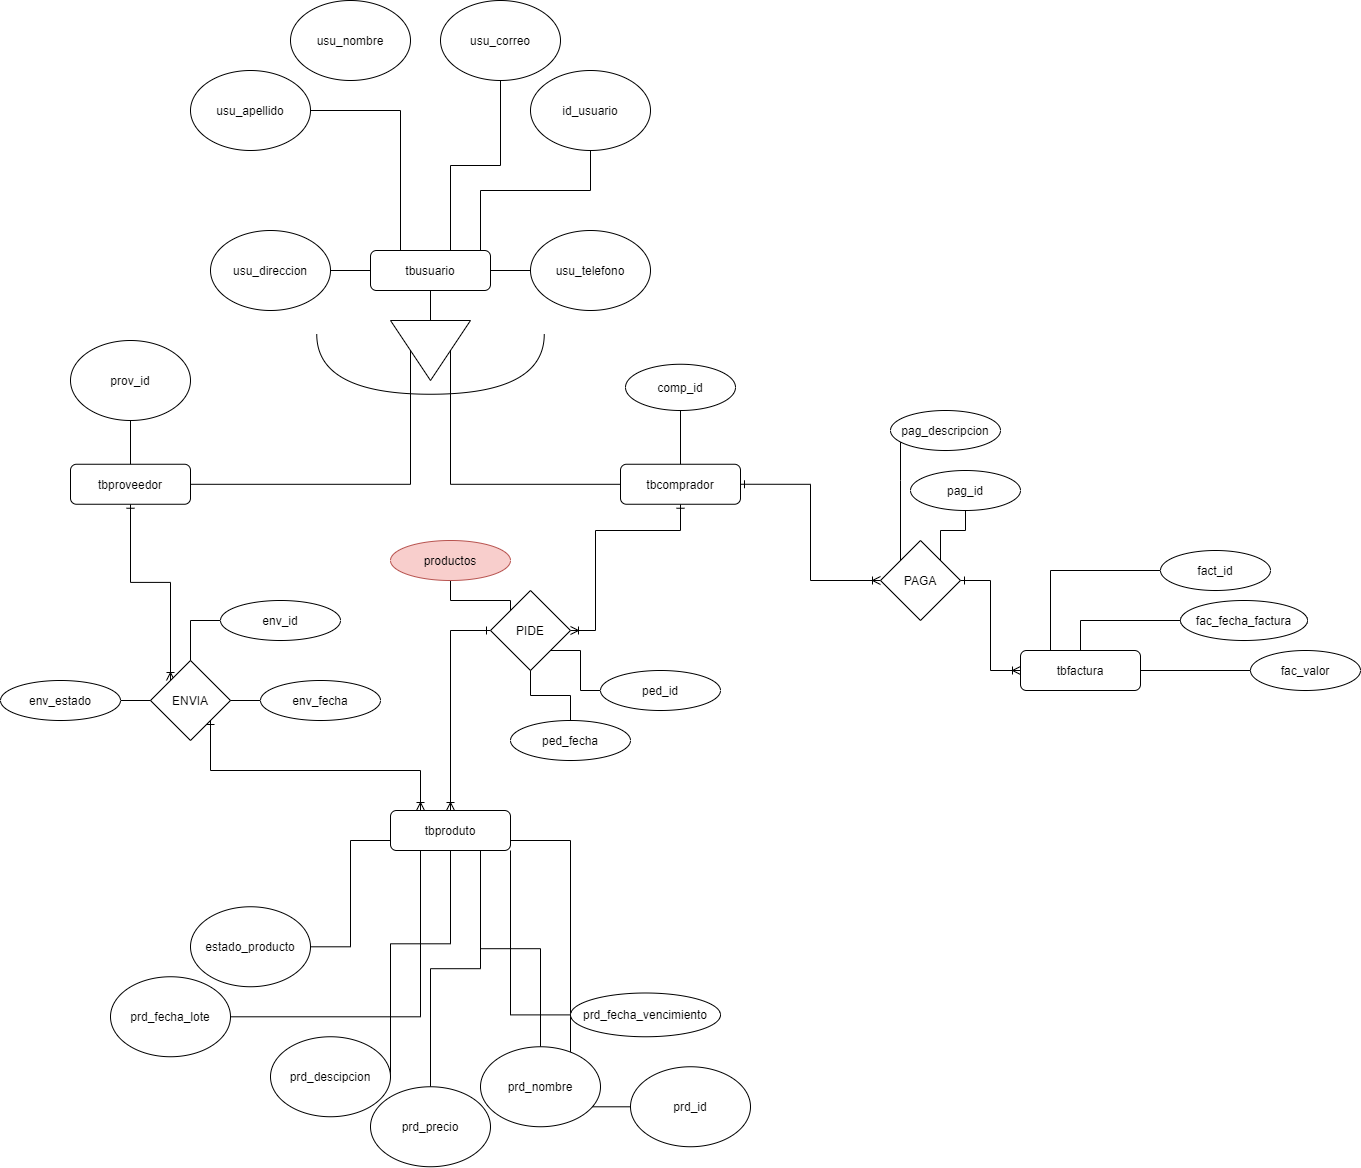 usu_nombre
usu_correo
usu_apellido
id_usuario
usu_direccion
tbusuario
usu_telefono
prov_id
comp_id
pag_descripcion
tbproveedor
tbcomprador
pag_id
productos
fact_id
PAGA
env_id
fac_fecha_factura
PIDE
tbfactura
fac_valor
env_estado
ENVIA
env_fecha
ped_id
ped_fecha
tbproduto
estado_producto
prd_fecha_lote
prd_fecha_vencimiento
prd_descipcion
prd_nombre
prd_id
prd_precio